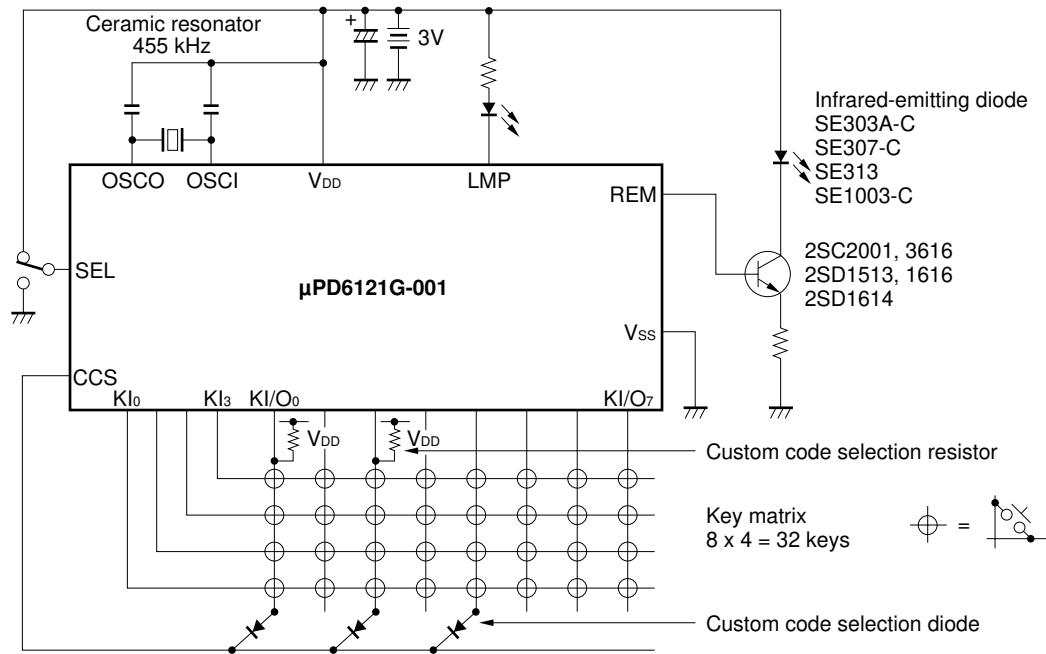 Ceramic resonator
455 kHz
+
3V
Infrared-emitting diode
SE303A-C
SE307-C
SE313
SE1003-C
OSCO
OSCI
VDD
LMP
REM
2SC2001, 3616
2SD1513, 1616
2SD1614
SEL
µPD6121G-001
VSS
CCS
KI0
KI3
KI/O0
KI/O7
VDD
VDD
Custom code selection resistor
Key matrix
8 x 4 = 32 keys
=
Custom code selection diode